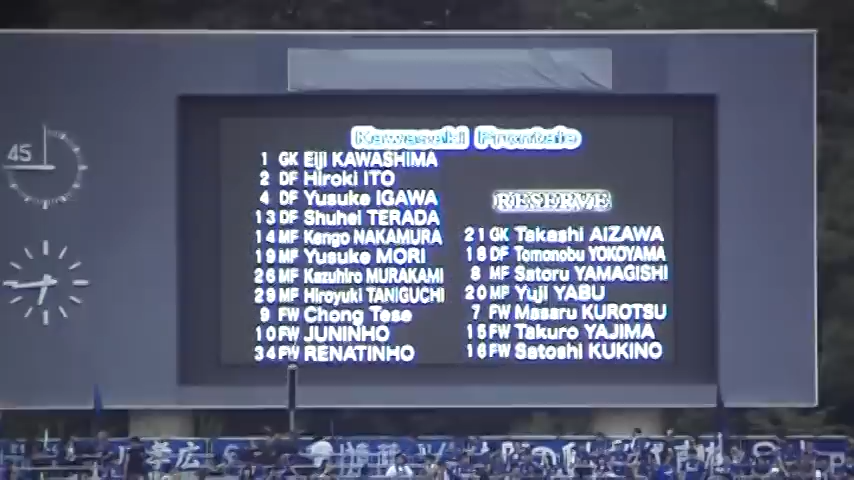 45
Kawasaki Frontale
1 GK Eiji KAWASHIMA
2 DF Hiroki ITO
4 DF Yusuke IGAWA
13 DF Shuhei TERADA
14 MF Kengo NAKAMURA
19 MF Yusuke MORI
26 MF Kazuhiro MURAKAMI
29 MF Hiroyuki TANIGUCHI
9 FW Chong Tese
10 FW JUNINHO
34 FW RENATINHO
RESERVE
21 GK Takashi AIZAWA
18 DF Tomonobu YOKOYAMA
8 MF Satoru YAMAGISHI
20 MF Yuji YABU
7 FW Masaru KUROTSU
15 FW Takuro YAJIMA
16 FW Satoshi KUKINO
孝広